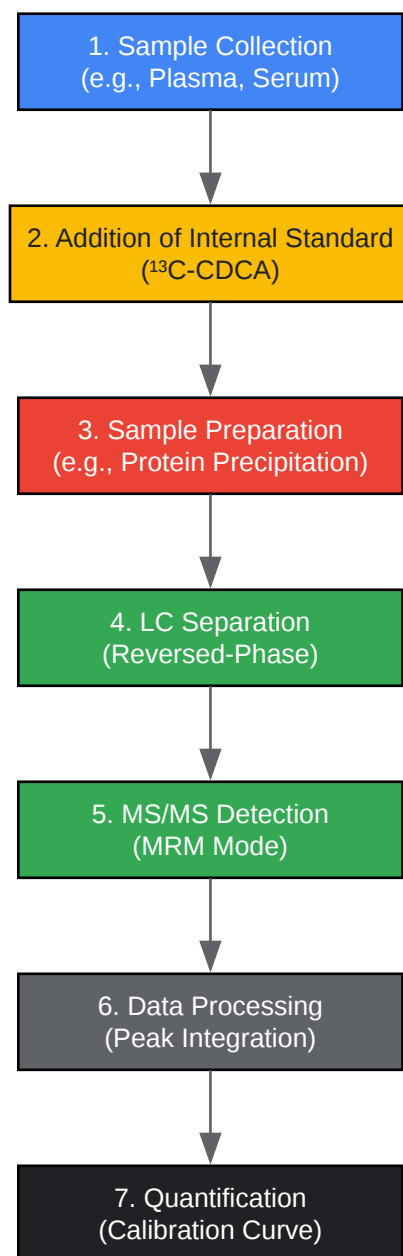 1. Sample Collection
(e.g., Plasma, Serum)
2. Addition of Internal Standard
(¹³C-CDCA)
3. Sample Preparation
(e.g., Protein Precipitation)
4. LC Separation
(Reversed-Phase)
5. MS/MS Detection
(MRM Mode)
6. Data Processing
(Peak Integration)
7. Quantification
(Calibration Curve)